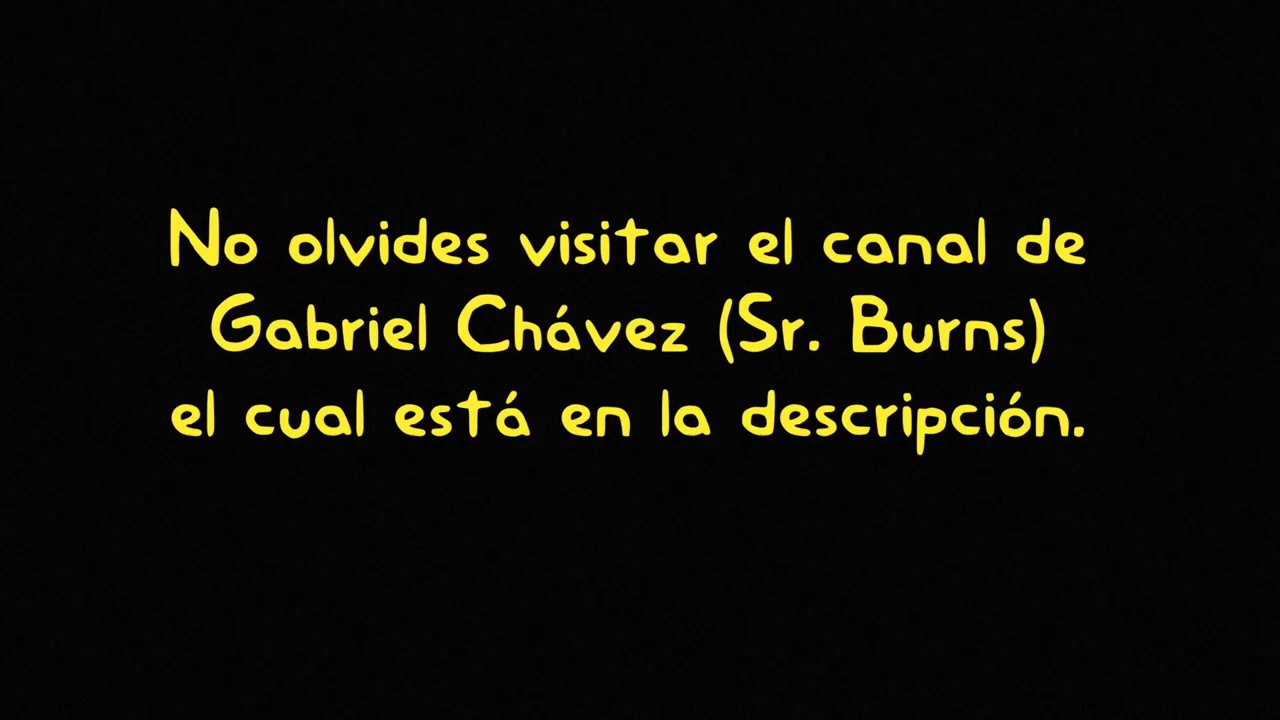 No olvides visitar el canal de
Gabriel Chávez (Sr. Burns)
el cual está en la descripción.